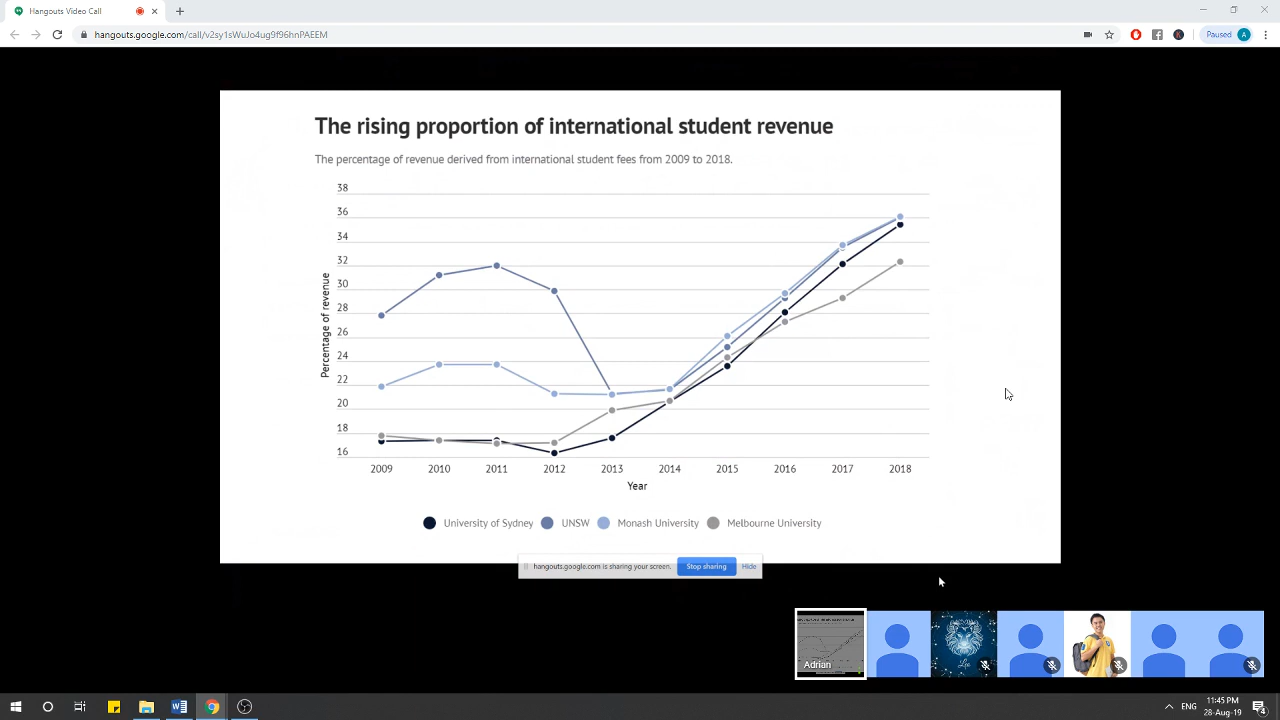 Hangouts Video Call
hangouts.google.com/call/v2sy1sWuJo4ug9f96hnPAEEM
Paused
A
The rising proportion of international student revenue
The percentage of revenue derived from international student fees from 2009 to 2018.
38
36
34
32
30
28
26
24
22
20
18
16
Percentage of revenue
2009 2010 2011 2012 2013 2014 2015 2016 2017 2018
Year
University of Sydney UNSW Monash University Melbourne University
hangouts.google.com is sharing your screen. Stop sharing Hide
Adrian
ENG
11:45 PM
28-Aug-19